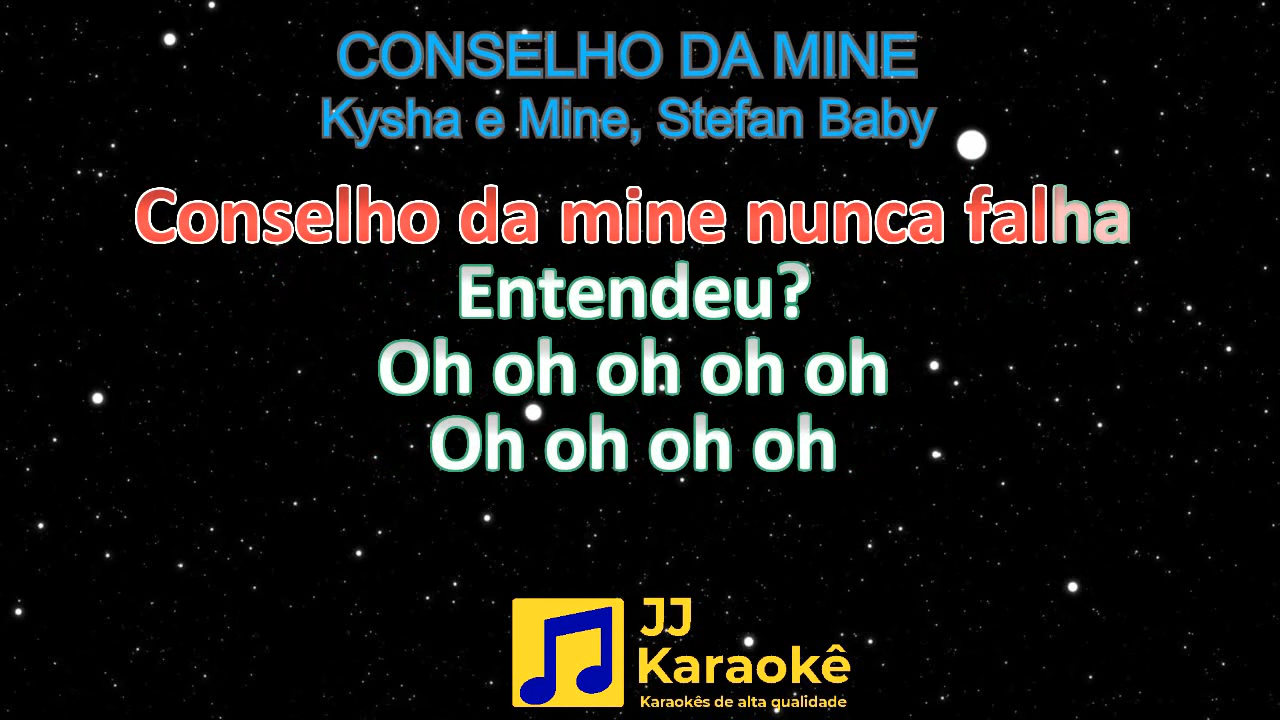 CONSELHO DA MINE
Kysha e Mine, Stefan Baby
Conselho da mine nunca falha
Entendeu?
Oh oh oh oh oh
Oh oh oh oh
JJ
Karaokê
Karaokês de alta qualidade